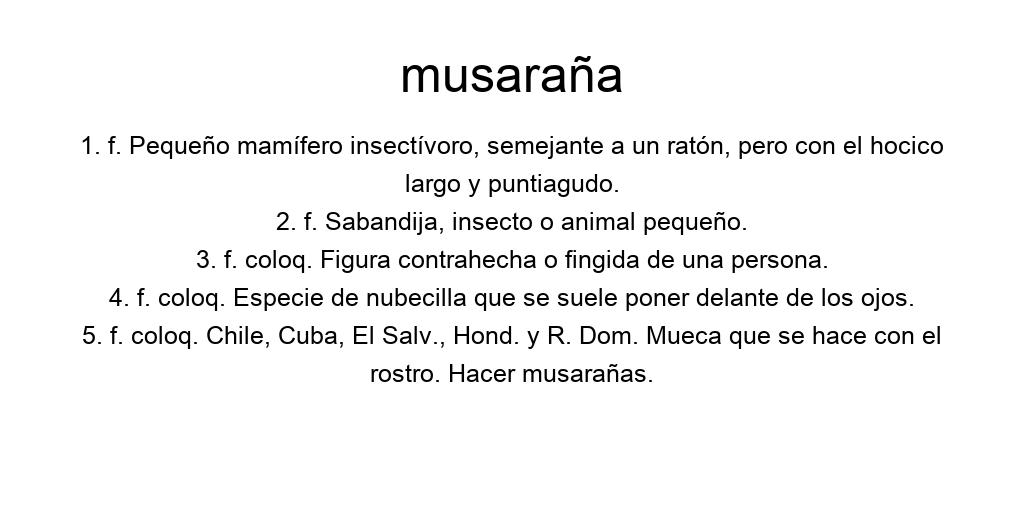 musaraña
1. f. Pequeño mamífero insectívoro, semejante a un ratón, pero con el hocico
largo y puntiagudo.
2. f. Sabandija, insecto o animal pequeño.
3. f. coloq. Figura contrahecha o fingida de una persona.
4. f. coloq. Especie de nubecilla que se suele poner delante de los ojos.
5. f. coloq. Chile, Cuba, El Salv., Hond. y R. Dom. Mueca que se hace con el
rostro. Hacer musarañas.